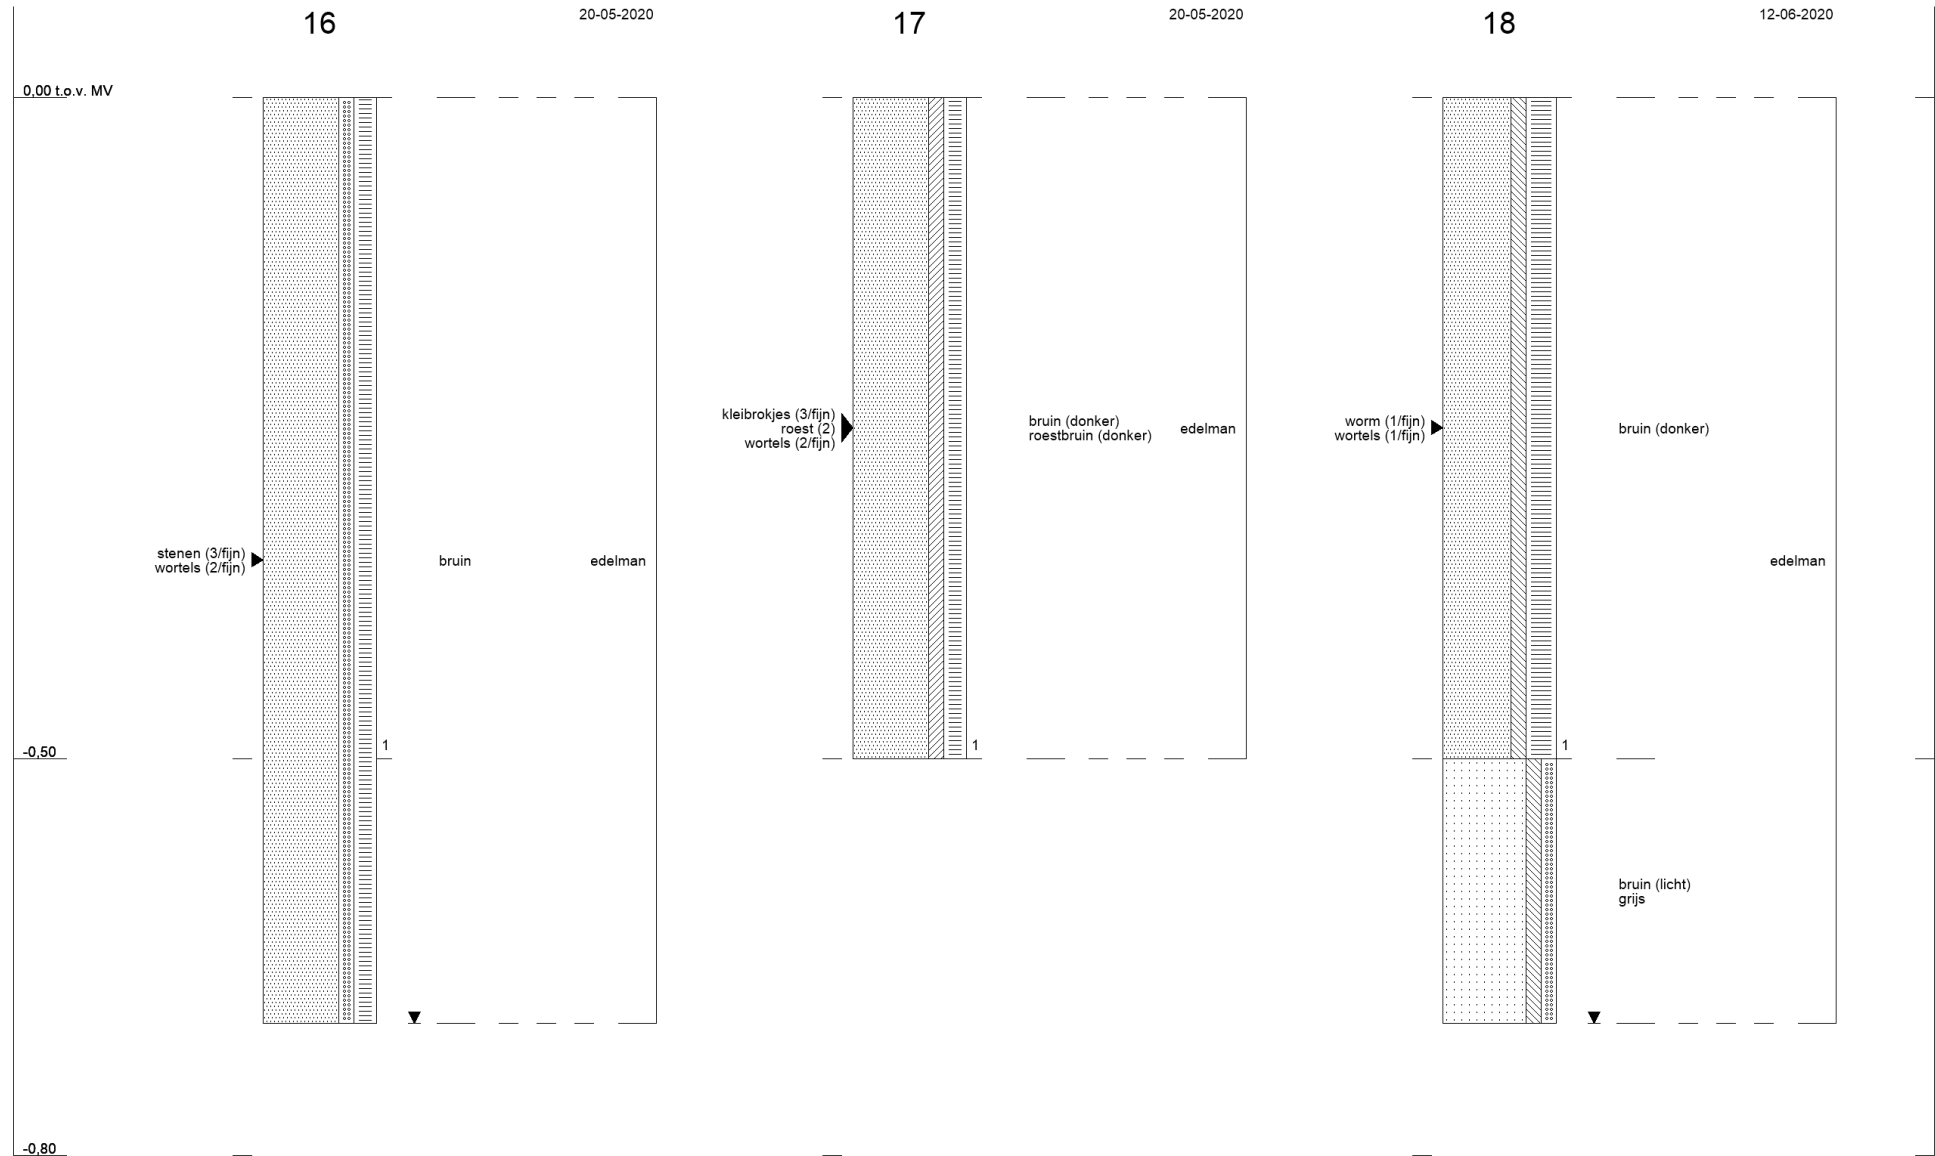 16
20-05-2020
17
20-05-2020
18
12-06-2020
0,00 t.o.v. MV
kleibrokjes (3/fijn)
roest (2)
wortels (2/fijn)
bruin (donker)
roestbruin (donker)
edelman
worm (1/fijn)
wortels (1/fijn)
bruin (donker)
stenen (3/fijn)
wortels (2/fijn)
bruin
edelman
edelman
1
1
1
-0,50
bruin (licht)
grijs
-0,80